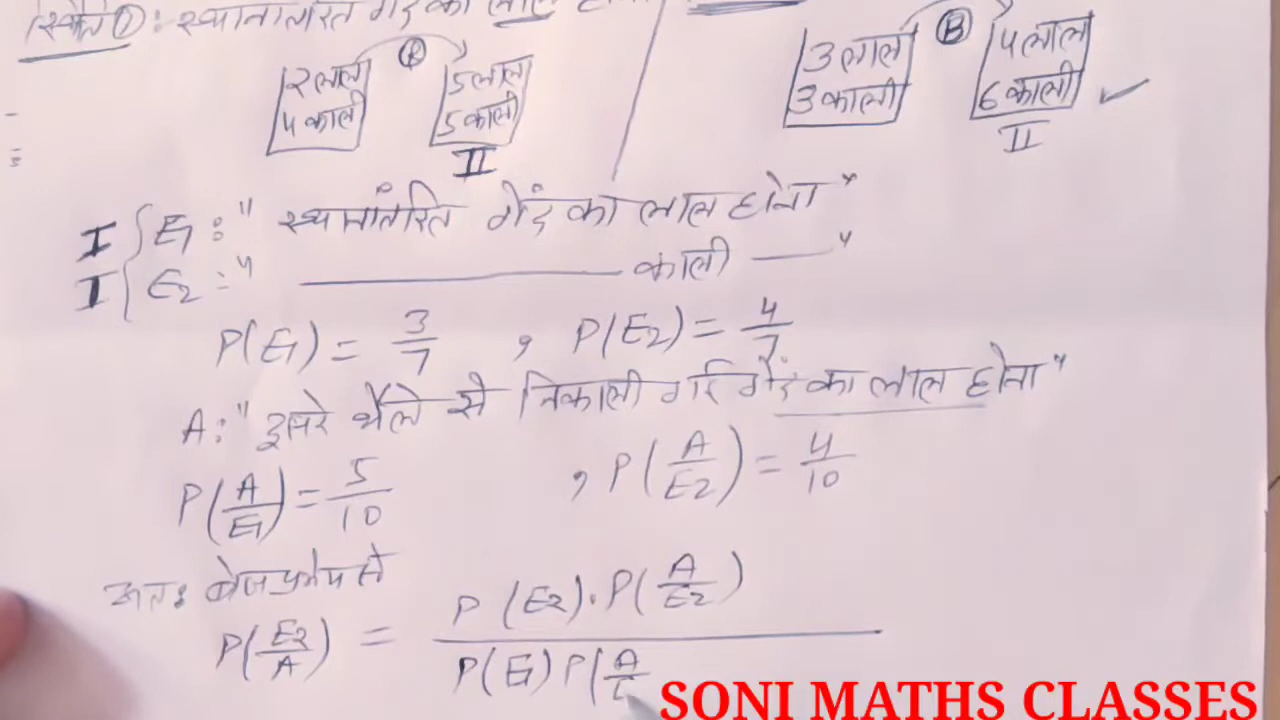 स्थिति ① : स्थानांतरित गेंद का लाल
2 लाल
4 काली
R
5 लाल
5 काली
II
3 लाल
3 काली
B
4 लाल
6 काली
II
I { E1 : " स्थानांतरित गेंद का लाल होना "
I { E2 : " ——— काली —— "
P(E1) = 3/7 , P(E2) = 4/7
A : " दूसरे थैले से निकाली गई गेंद का लाल होना "
P(A/E1) = 5/10 , P(A/E2) = 4/10
अतः बेज प्रमेय से
P(E2/A) = P(E2).P(A/E2)
P(E1) P(A/
SONI MATHS CLASSES